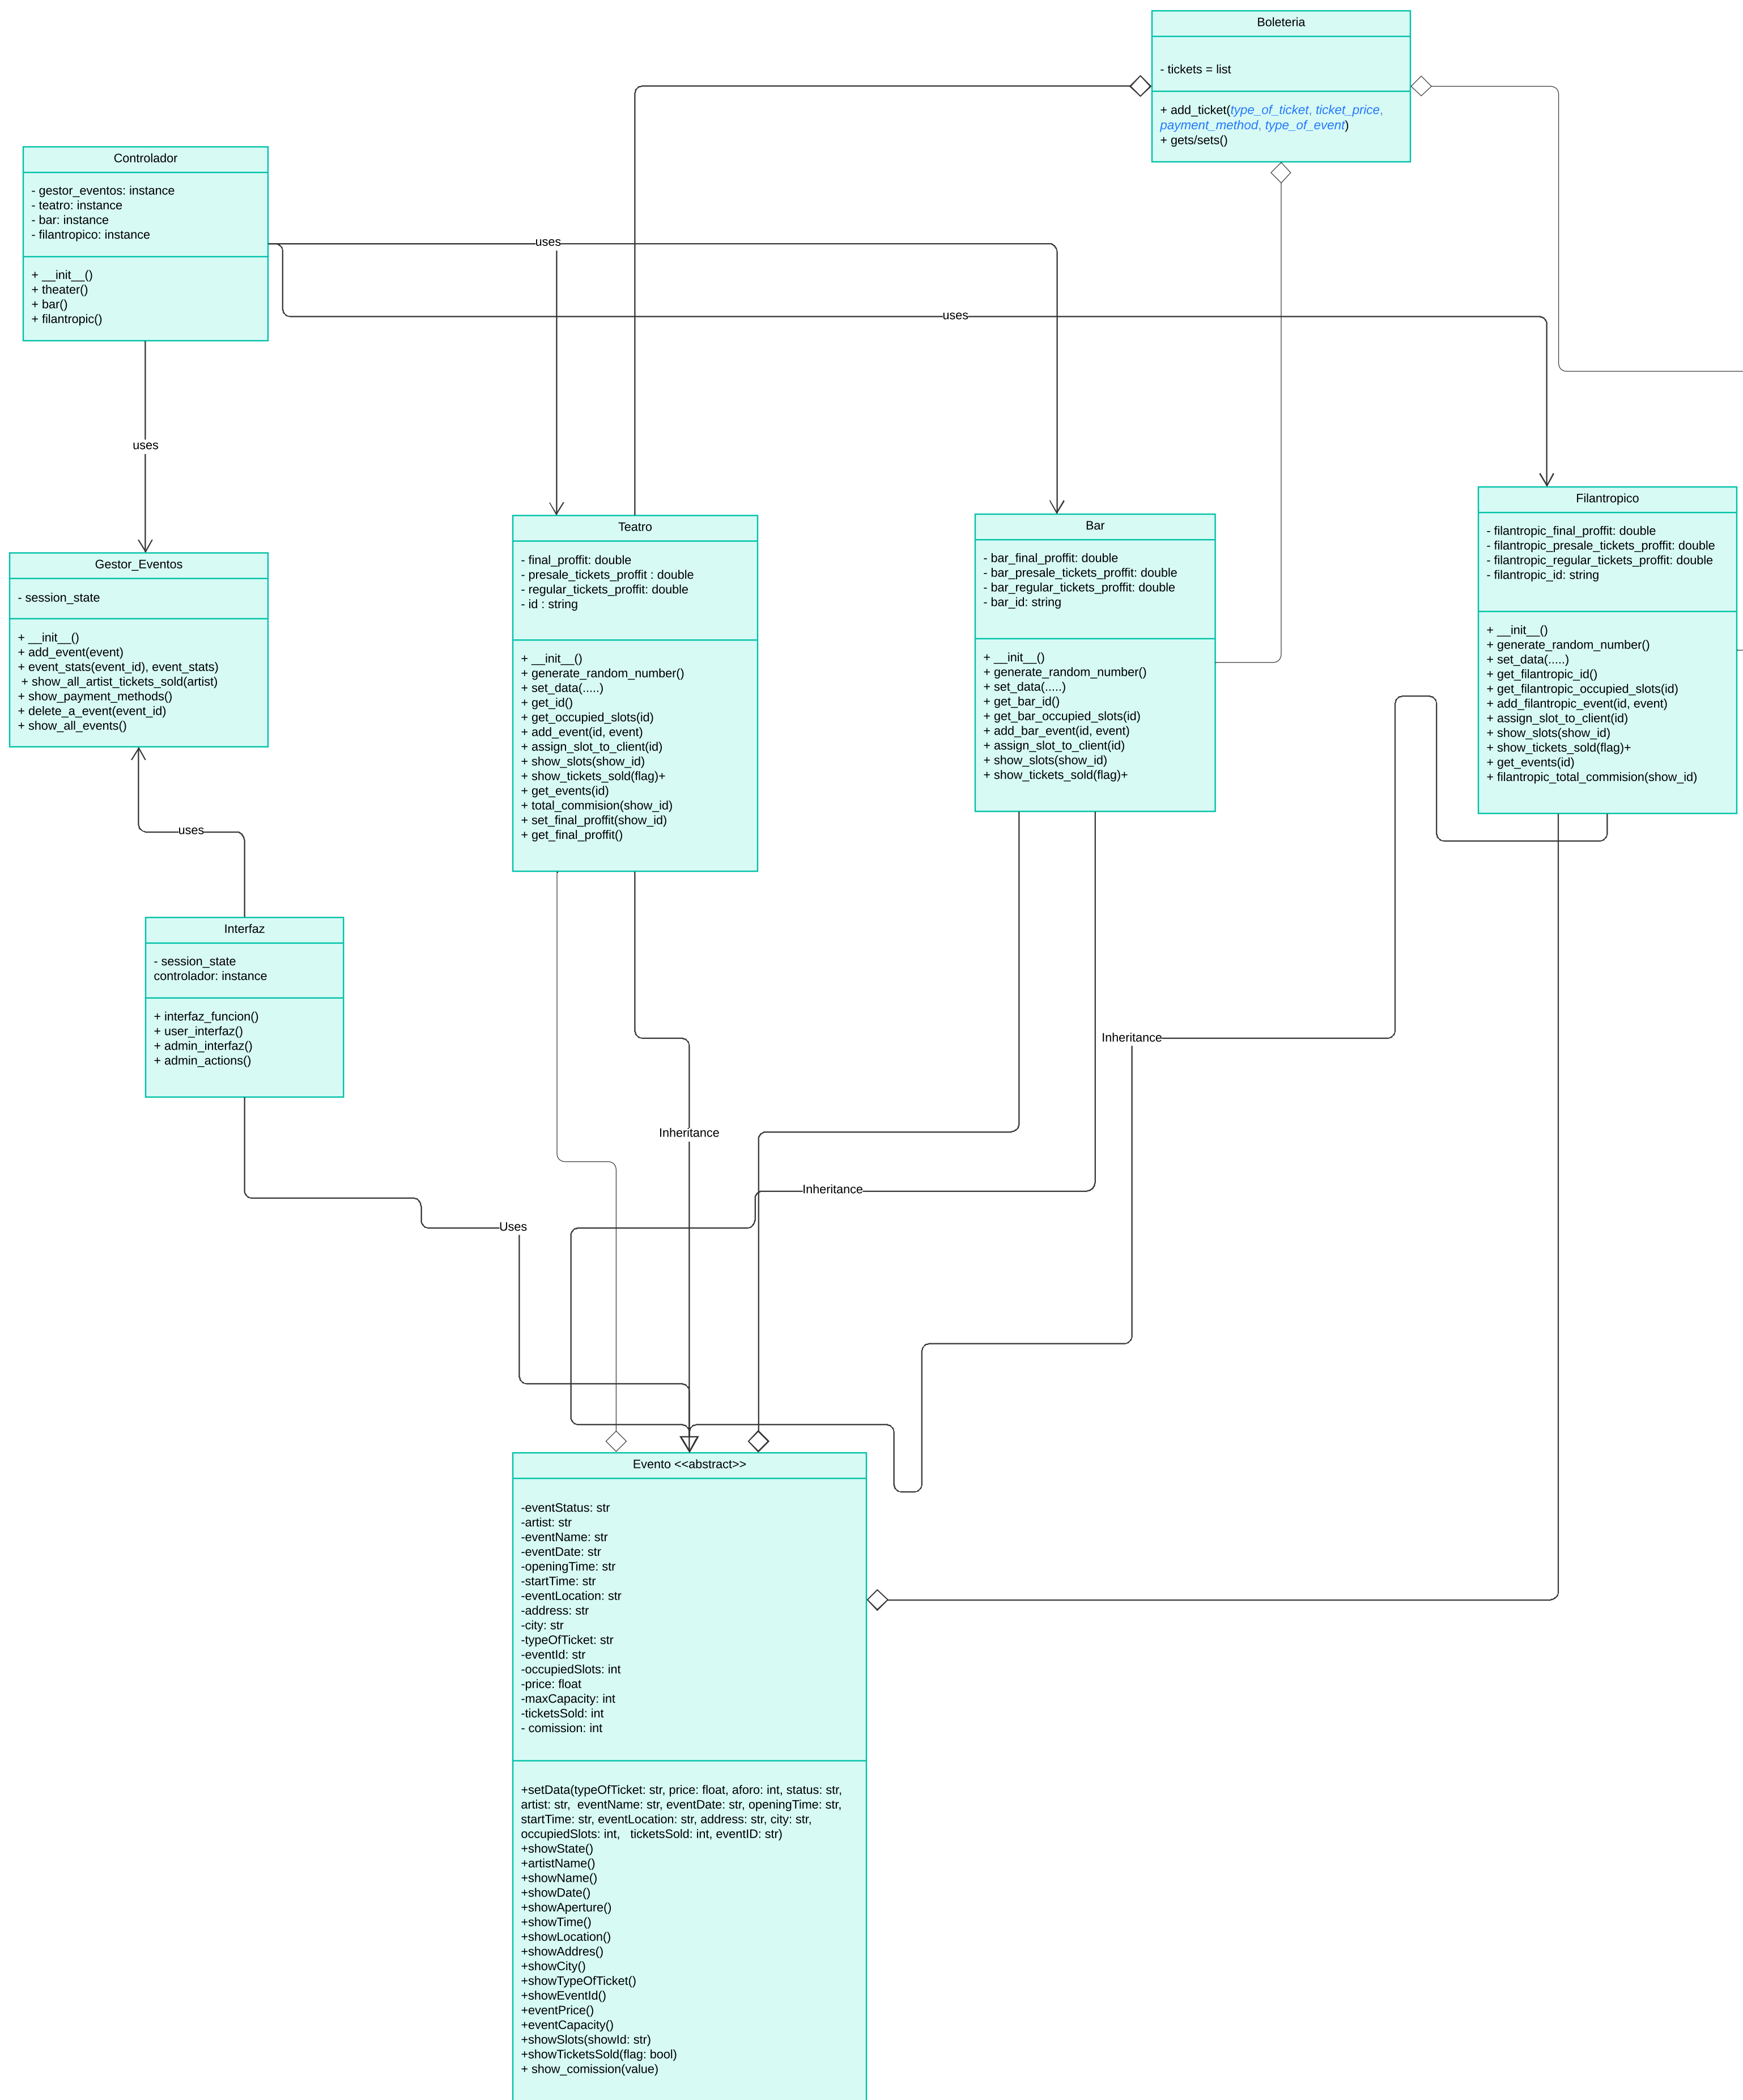 Boleteria
- tickets = list
+ add_ticket(type_of_ticket, ticket_price,
payment_method, type_of_event)
+ gets/sets()
Controlador
- gestor_eventos: instance
- teatro: instance
- bar: instance
- filantropico: instance
+ __init__()
+ theater()
+ bar()
+ filantropic()
uses
uses
uses
Gestor_Eventos
- session_state
+ __init__()
+ add_event(event)
+ event_stats(event_id), event_stats)
+ show_all_artist_tickets_sold(artist)
+ show_payment_methods()
+ delete_a_event(event_id)
+ show_all_events()
Teatro
- final_proffit: double
- presale_tickets_proffit : double
- regular_tickets_proffit: double
- id : string
+ __init__()
+ generate_random_number()
+ set_data(.....)
+ get_id()
+ get_occupied_slots(id)
+ add_event(id, event)
+ assign_slot_to_client(id)
+ show_slots(show_id)
+ show_tickets_sold(flag)+
+ get_events(id)
+ total_commision(show_id)
+ set_final_proffit(show_id)
+ get_final_proffit()
Bar
- bar_final_proffit: double
- bar_presale_tickets_proffit: double
- bar_regular_tickets_proffit: double
- bar_id: string
+ __init__()
+ generate_random_number()
+ set_data(.....)
+ get_bar_id()
+ get_bar_occupied_slots(id)
+ add_bar_event(id, event)
+ assign_slot_to_client(id)
+ show_slots(show_id)
+ show_tickets_sold(flag)+
Filantropico
- filantropic_final_proffit: double
- filantropic_presale_tickets_proffit: double
- filantropic_regular_tickets_proffit: double
- filantropic_id: string
+ __init__()
+ generate_random_number()
+ set_data(.....)
+ get_filantropic_id()
+ get_filantropic_occupied_slots(id)
+ add_filantropic_event(id, event)
+ assign_slot_to_client(id)
+ show_slots(show_id)
+ show_tickets_sold(flag)+
+ get_events(id)
+ filantropic_total_commision(show_id)
uses
Interfaz
- session_state
controlador: instance
+ interfaz_funcion()
+ user_interfaz()
+ admin_interfaz()
+ admin_actions()
Inheritance
Inheritance
Inheritance
Uses
Evento <<abstract>>
-eventStatus: str
-artist: str
-eventName: str
-eventDate: str
-openingTime: str
-startTime: str
-eventLocation: str
-address: str
-city: str
-typeOfTicket: str
-eventId: str
-occupiedSlots: int
-price: float
-maxCapacity: int
-ticketsSold: int
- comission: int
+setData(typeOfTicket: str, price: float, aforo: int, status: str,
artist: str, eventName: str, eventDate: str, openingTime: str,
startTime: str, eventLocation: str, address: str, city: str,
occupiedSlots: int, ticketsSold: int, eventID: str)
+showState()
+artistName()
+showName()
+showDate()
+showAperture()
+showTime()
+showLocation()
+showAddres()
+showCity()
+showTypeOfTicket()
+showEventId()
+eventPrice()
+eventCapacity()
+showSlots(showId: str)
+showTicketsSold(flag: bool)
+ show_comission(value)